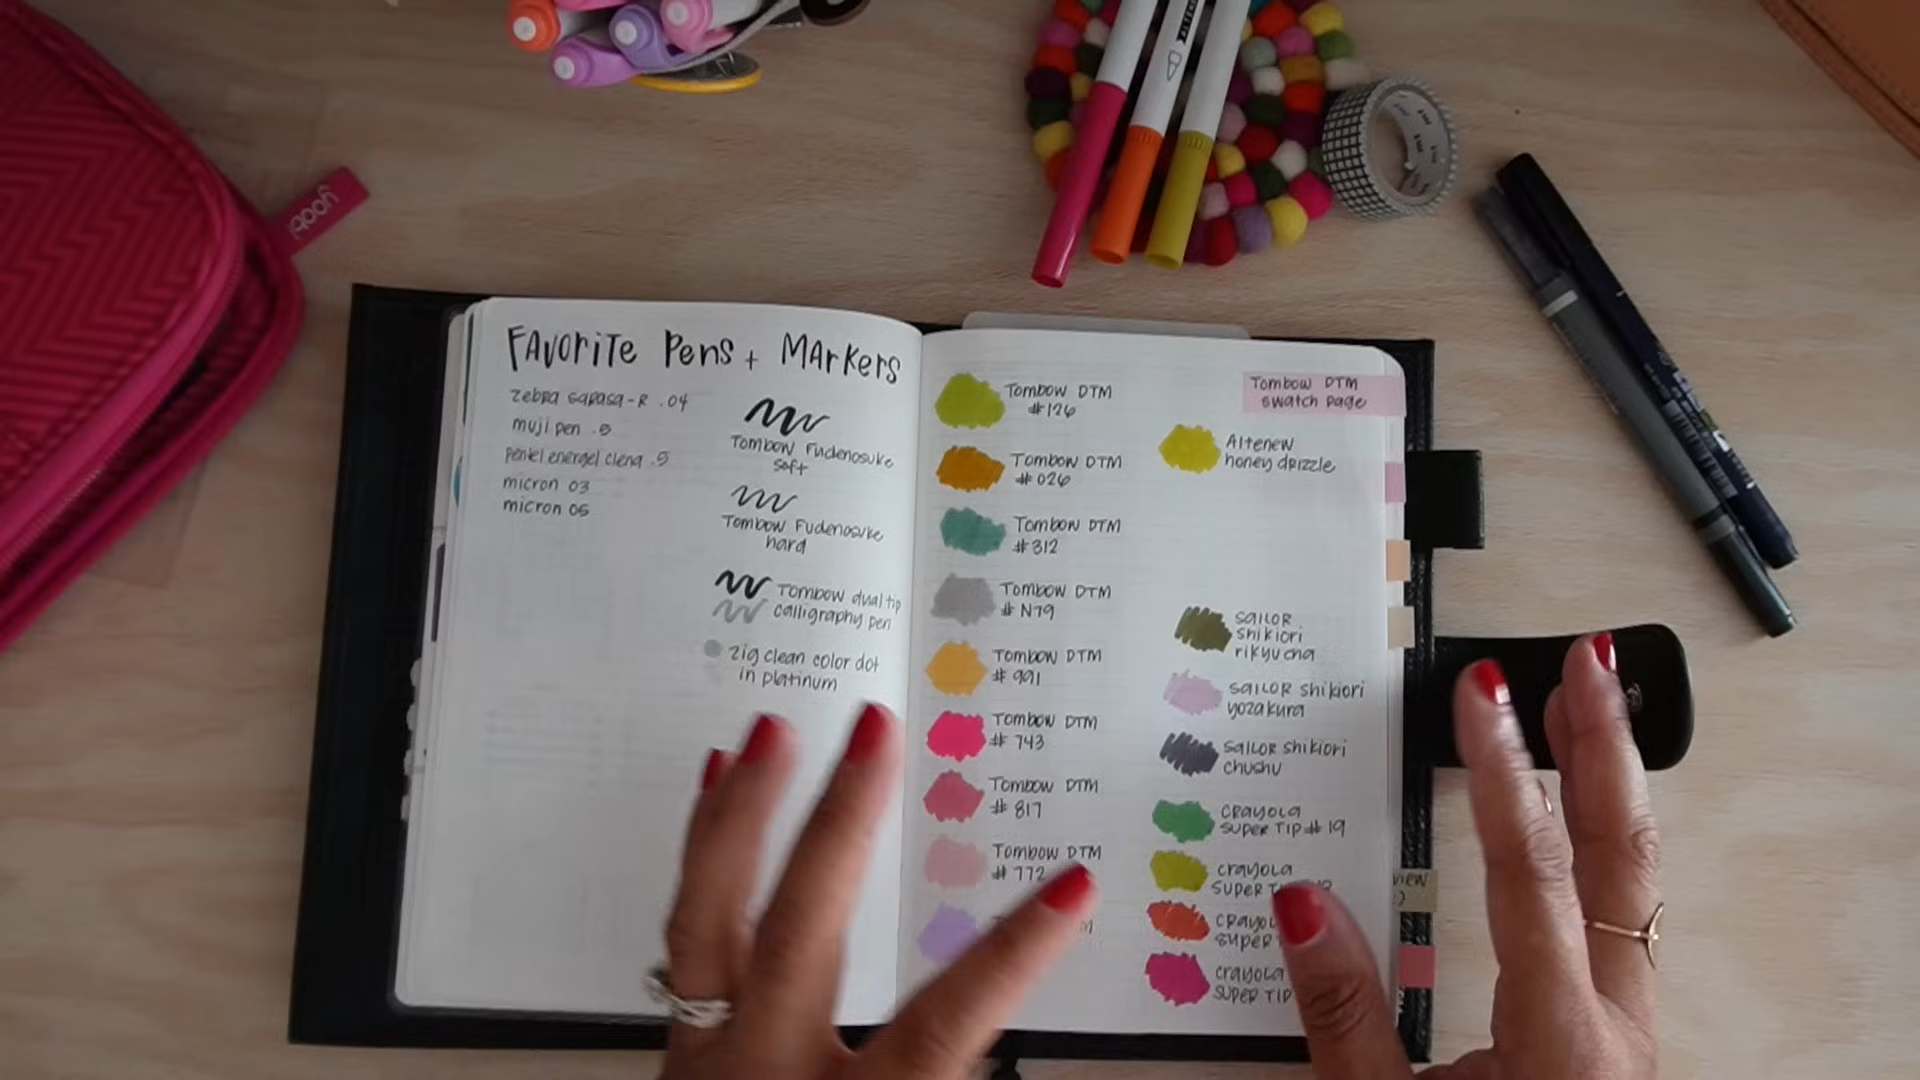 yoobi
Favorite Pens + Markers
zebra sarasa-R .04
muji pen .5
pentel energel clena .5
micron 03
micron 05
Tombow Fudenosuke
soft
Tombow Fudenosuke
hard
Tombow dual tip
calligraphy pen
zig clean color dot
in platinum
Tombow DTM
#126
Tombow DTM
#026
Tombow DTM
#312
Tombow DTM
#N79
Tombow DTM
#991
Tombow DTM
#743
Tombow DTM
#817
Tombow DTM
#772
Tombow DTM
swatch page
Altenew
honey drizzle
sailor
shikiori
rikyucha
sailor shikiori
yozakura
sailor shikiori
chushu
crayola
super tip #19
crayola
super
super
crayola
super tip